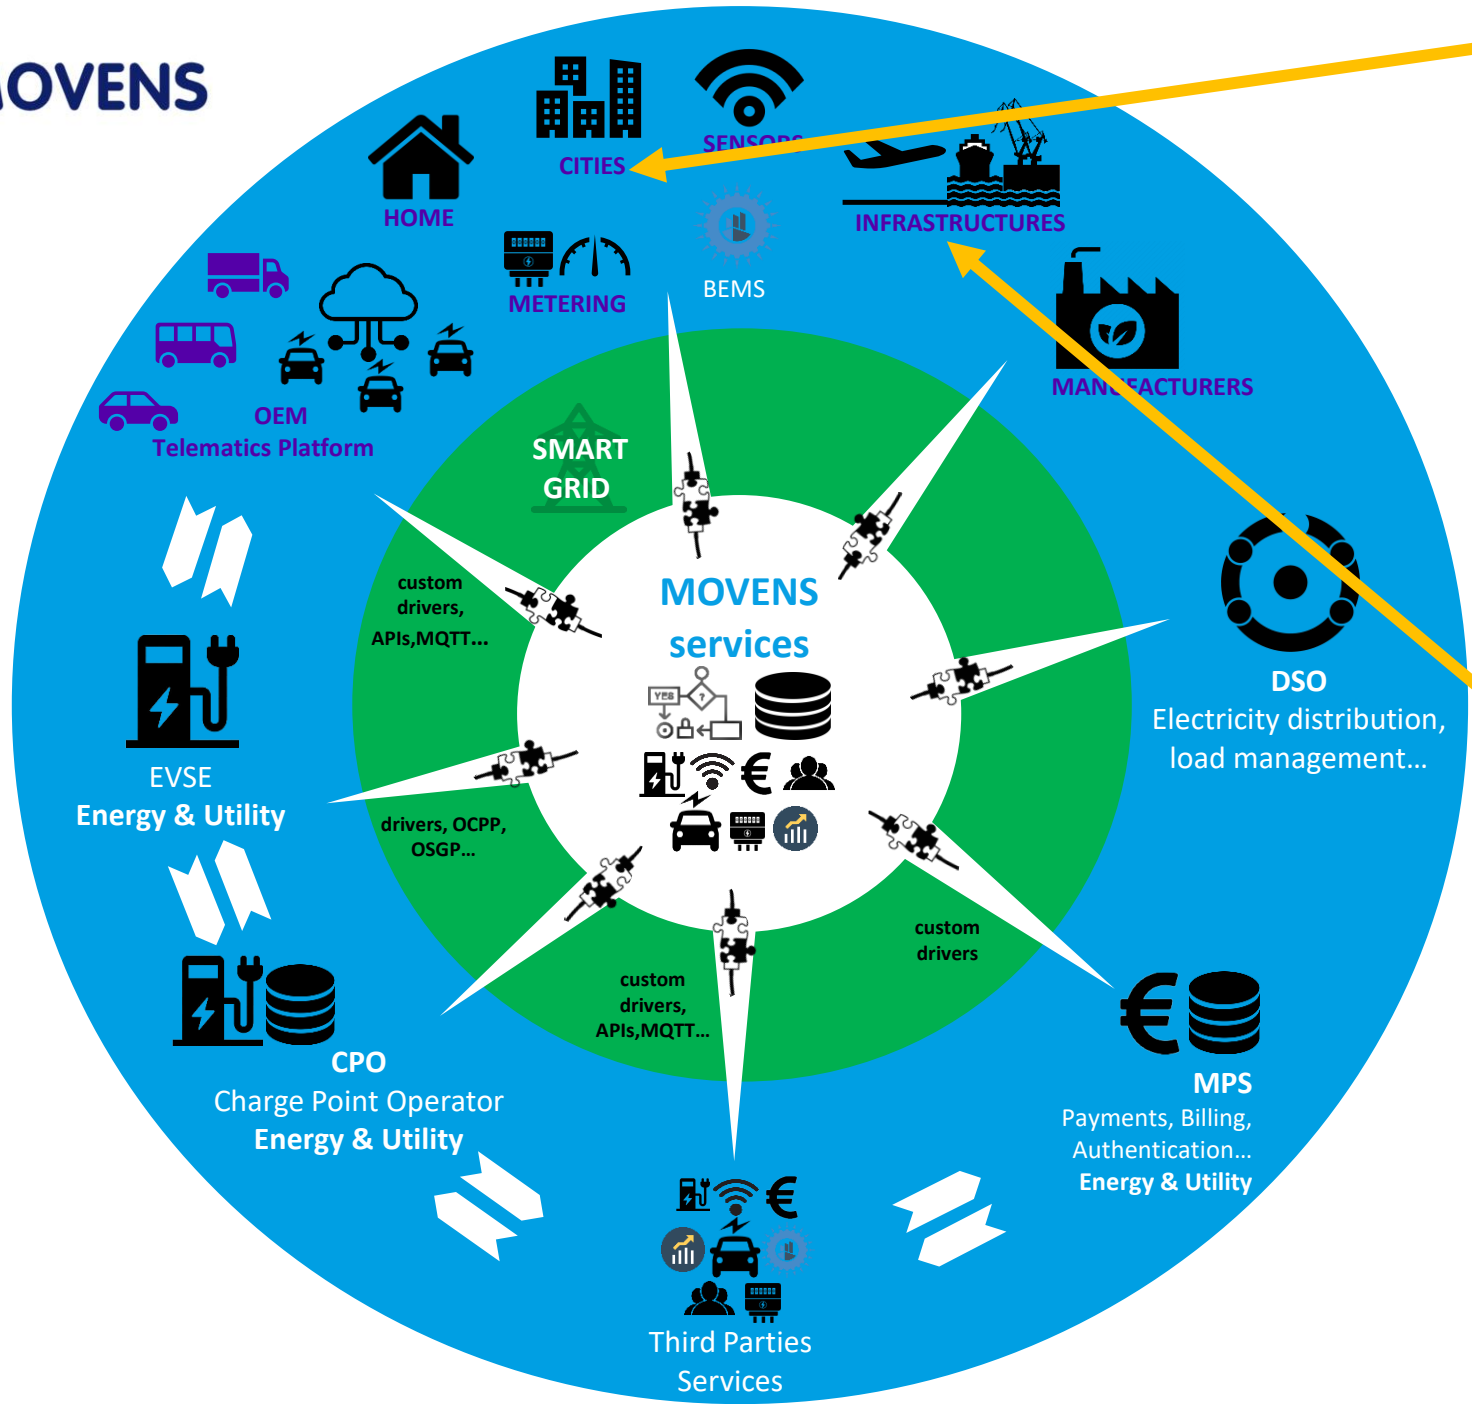 MOVENS
CITIES
SENSORS
HOME
INFRASTRUCTURES
METERING
BEMS
MANUFACTURERS
OEM
Telematics Platform
SMART
GRID
custom
drivers,
APIs,MQTT...
MOVENS
services
YES
?
DSO
Electricity distribution,
load management...
EVSE
Energy & Utility
drivers, OCPP,
OSGP...
custom
drivers
custom
drivers,
APIs,MQTT...
CPO
Charge Point Operator
Energy & Utility
MPS
Payments, Billing,
Authentication...
Energy & Utility
Third Parties
Services